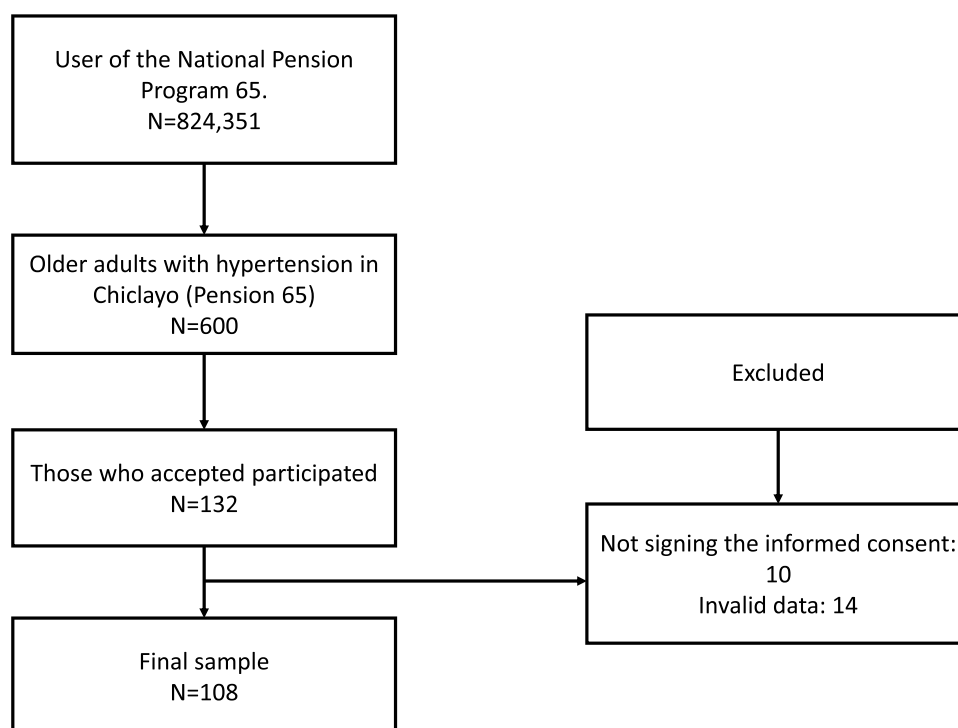 User of the National Pension
Program 65.
N=824,351
Older adults with hypertension in
Chiclayo (Pension 65)
N=600
Excluded
Those who accepted participated
N=132
Not signing the informed consent:
10
Invalid data: 14
Final sample
N=108